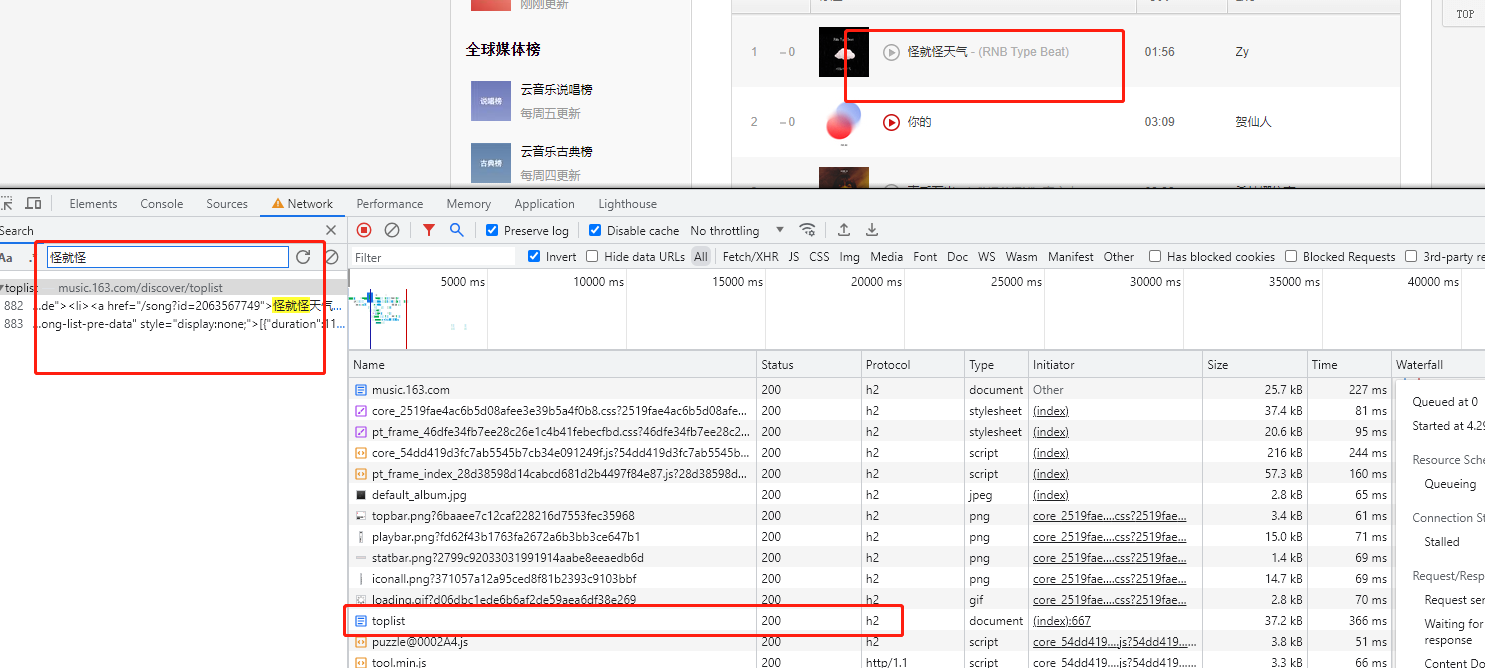 刚刚更新
全球媒体榜
说唱榜
云音乐说唱榜
每周五更新
古典榜
云音乐古典榜
每周四更新
TOP
1 – 0 怪就怪天气 - (RNB Type Beat) 01:56 Zy
2 – 0 你的 03:09 贺仙人
Elements Console Sources Network Performance Memory Application Lighthouse
Search
Preserve log Disable cache No throttling
Aa .* 怪就怪
Filter Invert Hide data URLs All Fetch/XHR JS CSS Img Media Font Doc WS Wasm Manifest Other Has blocked cookies Blocked Requests 3rd-party re
toplist music.163.com/discover/toplist
882 ...de"><li><a href="/song?id=2063567749">怪就怪天气...
883 ...ong-list-pre-data" style="display:none;">[{"duration":11...
5000 ms 10000 ms 15000 ms 20000 ms 25000 ms 30000 ms 35000 ms 40000 ms
Name Status Protocol Type Initiator Size Time Waterfall
music.163.com 200 h2 document Other 25.7 kB 227 ms
core_2519fae4ac6b5d08afee3e39b5a4f0b8.css?2519fae4ac6b5d08afe... 200 h2 stylesheet (index) 37.4 kB 81 ms
pt_frame_46dfe34fb7ee28c26e1c4b41febecfbd.css?46dfe34fb7ee28c2... 200 h2 stylesheet (index) 20.6 kB 95 ms
core_54dd419d3fc7ab5545b7cb34e091249f.js?54dd419d3fc7ab5545b... 200 h2 script (index) 216 kB 244 ms
pt_frame_index_28d38598d14cabcd681d2b4497f84e87.js?28d38598d... 200 h2 script (index) 57.3 kB 160 ms
default_album.jpg 200 h2 jpeg (index) 2.8 kB 65 ms
topbar.png?6baaee7c12caf228216d7553fec35968 200 h2 png core_2519fae....css?2519fae... 3.4 kB 61 ms
playbar.png?fd62f43b1763fa2672a6b3bb3ce647b1 200 h2 png core_2519fae....css?2519fae... 15.0 kB 71 ms
statbar.png?2799c92033031991914aabe8eeaedb6d 200 h2 png core_2519fae....css?2519fae... 1.4 kB 69 ms
iconall.png?371057a12a95ced8f81b2393c9103bbf 200 h2 png core_2519fae....css?2519fae... 14.7 kB 69 ms
loading.gif?d06dbc1ede6b6af2de59aea6df38e269 200 h2 gif core_2519fae....css?2519fae... 2.8 kB 70 ms
toplist 200 h2 document (index):667 37.2 kB 366 ms
puzzle@0002A4.js 200 h2 script core_54dd419....js?54dd419... 3.8 kB 51 ms
tool.min.js 200 http/1.1 script core_54dd419....js?54dd419... 3.3 kB 66 ms
Queued at 0
Started at 4.29
Resource Sche
Queueing
Connection St
Stalled
Request/Resp
Request sen
Waiting for
response
Content Do